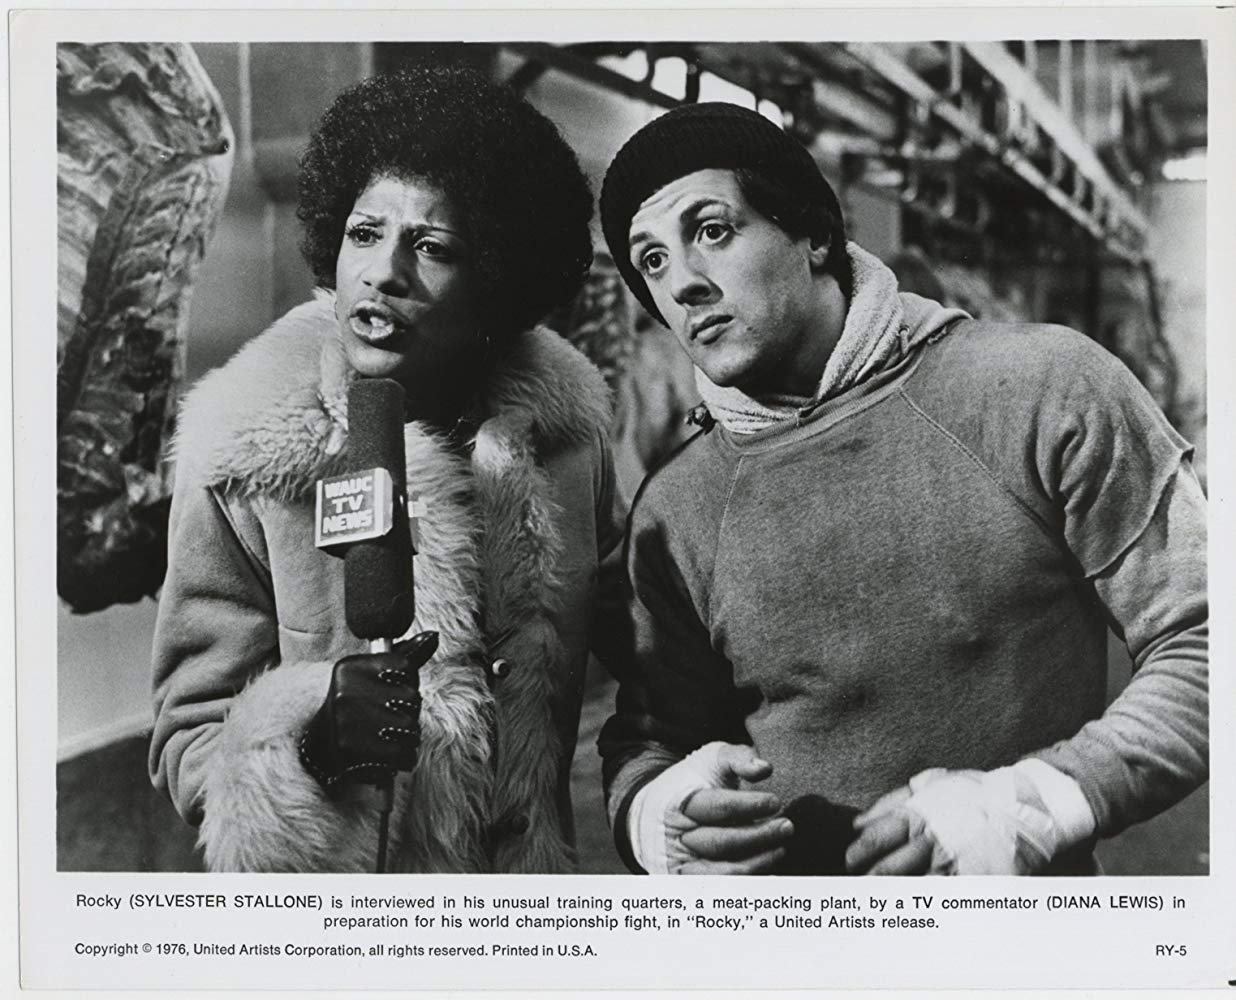 WAUC
TV
NEWS
Rocky (SYLVESTER STALLONE) is interviewed in his unusual training quarters, a meat-packing plant, by a TV commentator (DIANA LEWIS) in
preparation for his world championship fight, in "Rocky," a United Artists release.
Copyright © 1976, United Artists Corporation, all rights reserved. Printed in U.S.A.
RY-5